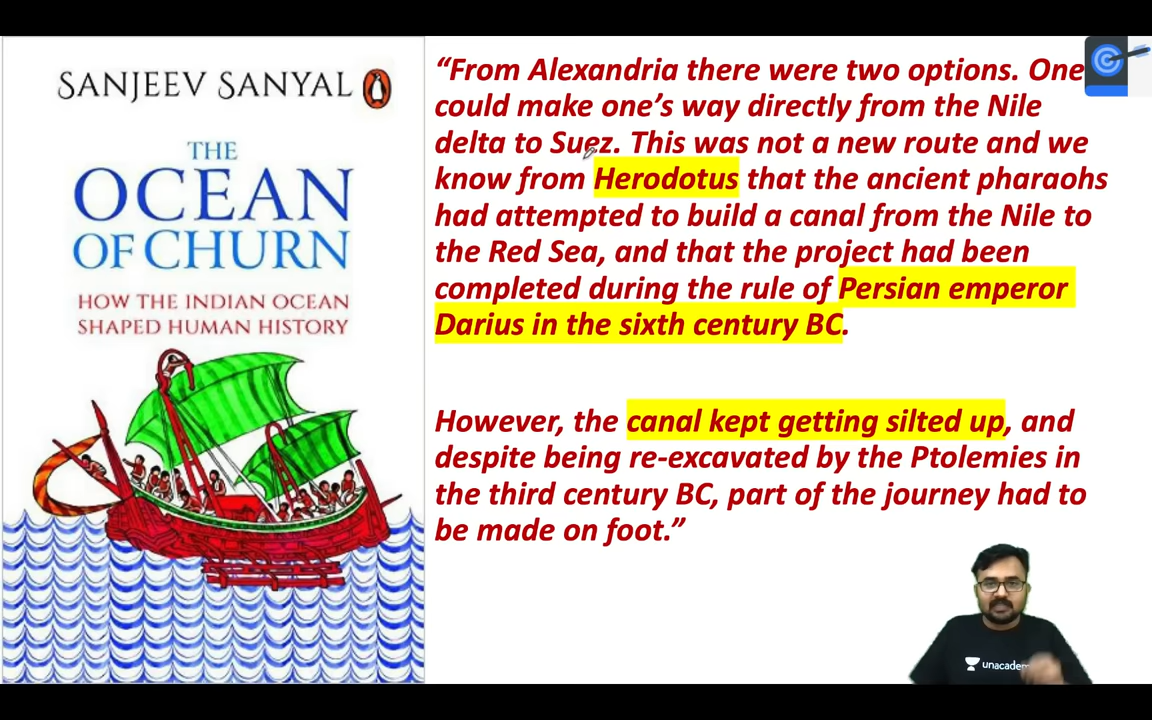 SANJEEV SANYAL
THE
OCEAN
OF CHURN
HOW THE INDIAN OCEAN
SHAPED HUMAN HISTORY
“From Alexandria there were two options. One
could make one’s way directly from the Nile
delta to Suez. This was not a new route and we
know from Herodotus that the ancient pharaohs
had attempted to build a canal from the Nile to
the Red Sea, and that the project had been
completed during the rule of Persian emperor
Darius in the sixth century BC.
However, the canal kept getting silted up, and
despite being re-excavated by the Ptolemies in
the third century BC, part of the journey had to
be made on foot.”
unacadem